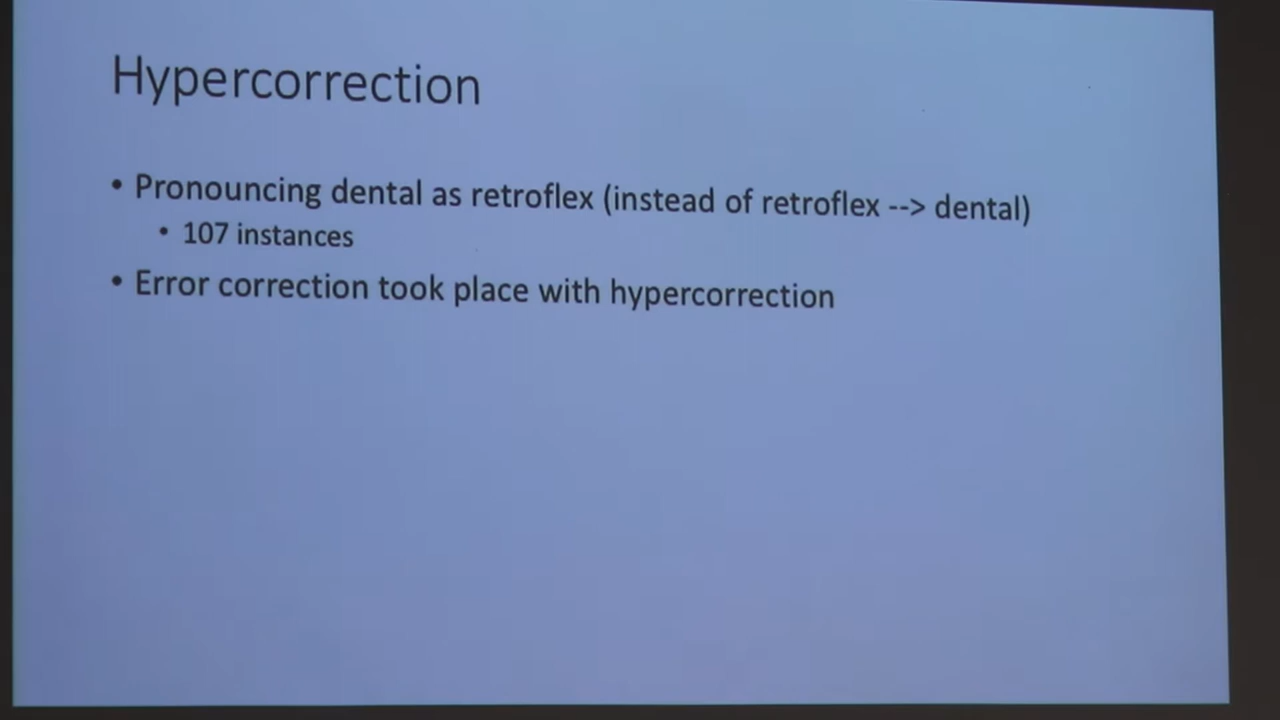 Hypercorrection
• Pronouncing dental as retroflex (instead of retroflex --> dental)
• 107 instances
• Error correction took place with hypercorrection